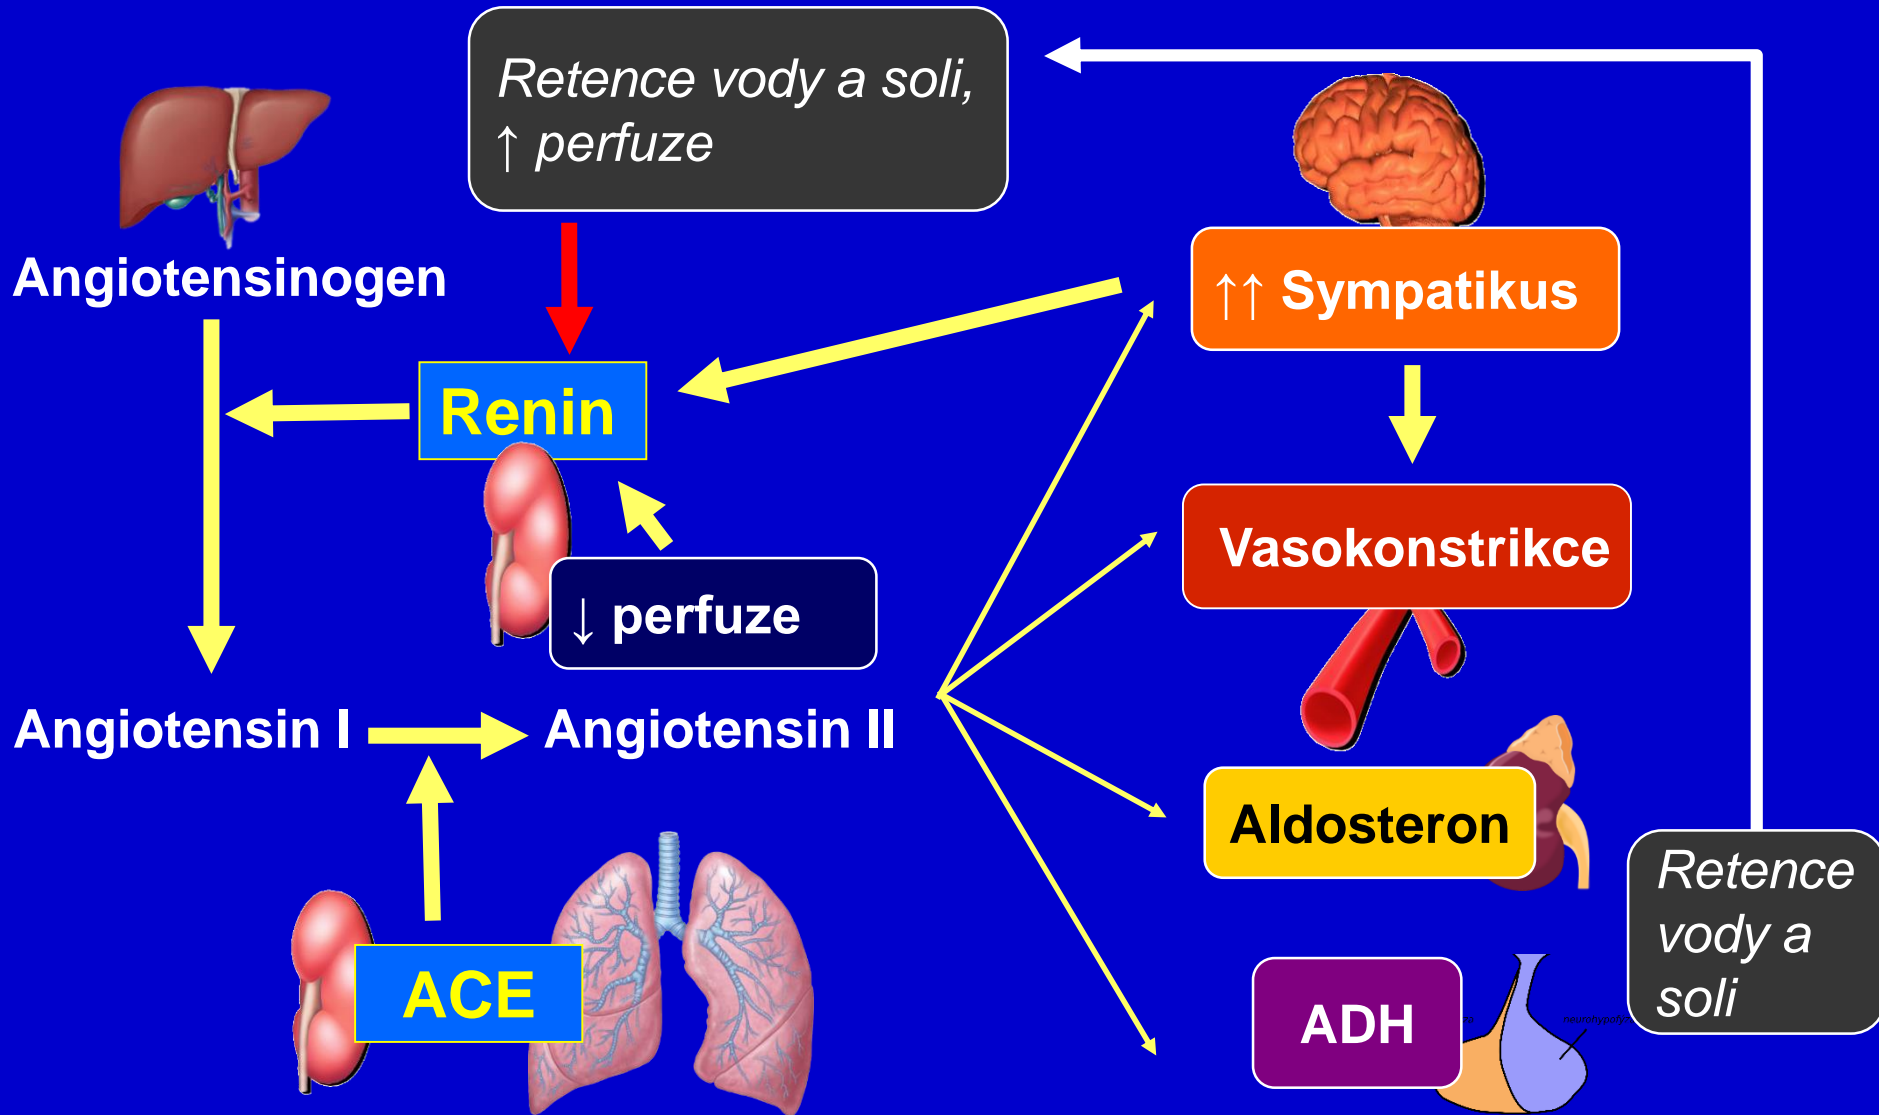 Retence vody a soli,
↑ perfuze
Angiotensinogen
↑↑ Sympatikus
Renin
Vasokonstrikce
↓ perfuze
Angiotensin I
Angiotensin II
Aldosteron
Retence
vody a
soli
ACE
ADH